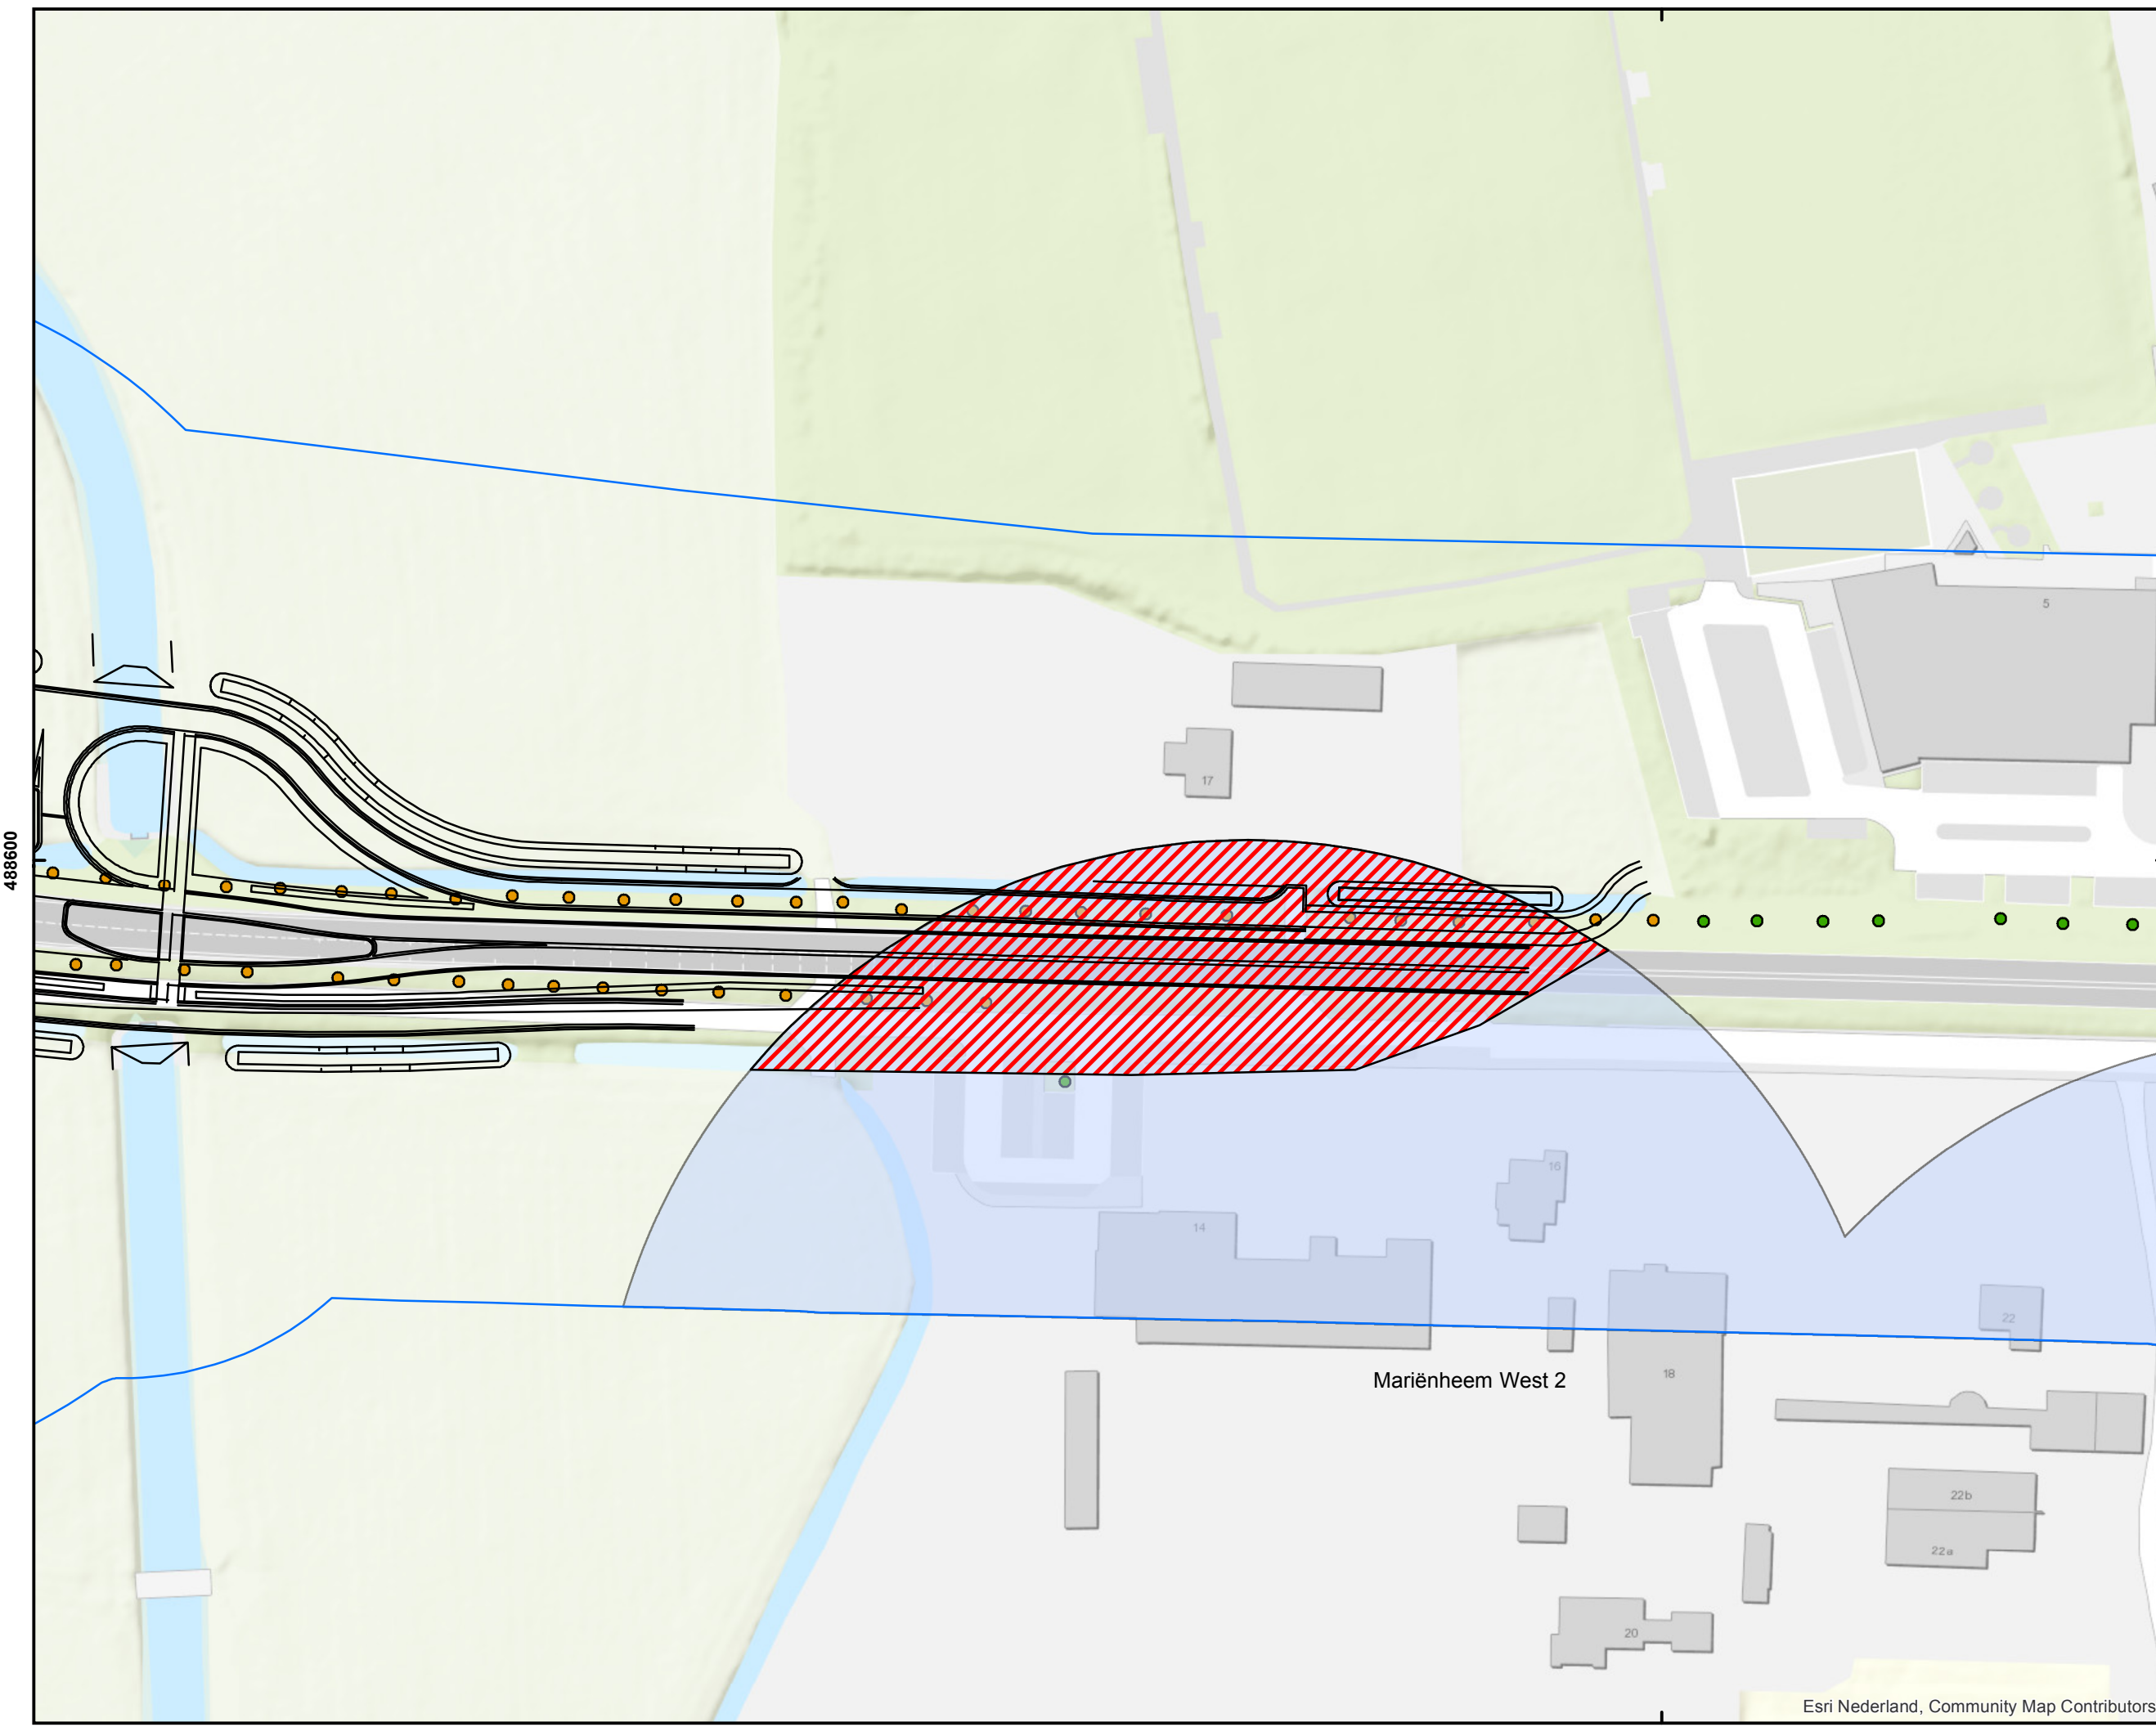 5
17
488600
16
14
22
Mariënheem West 2
18
22b
22a
20
Esri Nederland, Community Map Contributors